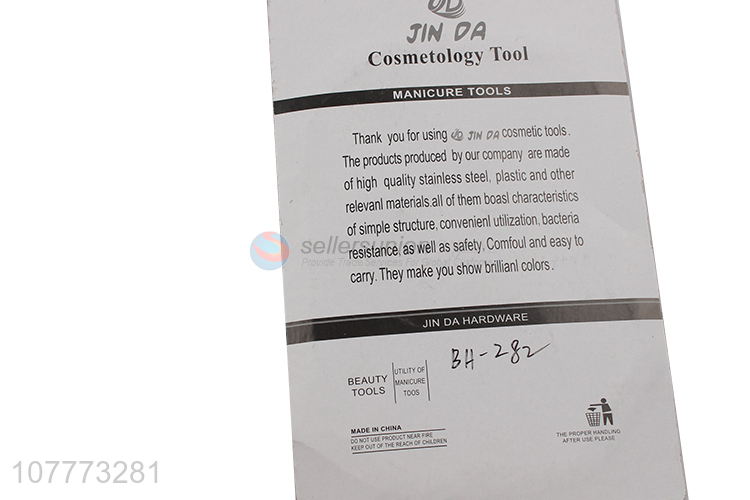 JIN DA
Cosmetology Tool
MANICURE TOOLS
Thank you for using JIN DA cosmetic tools.
The products produced by our company are made
of high quality stainless steel, plastic and other
relevanl materials.all of them boasl characteristics
of simple structure, convenienl utilization, bacteria
resistance, as well as safety. Comfoul and easy to
carry. They make you show brillianl colors.
JIN DA HARDWARE
BH-282
BEAUTY
TOOLS
UTILITY OF
MANICURE
TDOS
MADE IN CHINA
DO NOT USE PRODUCT NEAR FIRE
KEEP OUT OF THE REACH OF CHILDREN
THE PROPER HANDLING
AFTER USE PLEASE
sellersunion
107773281